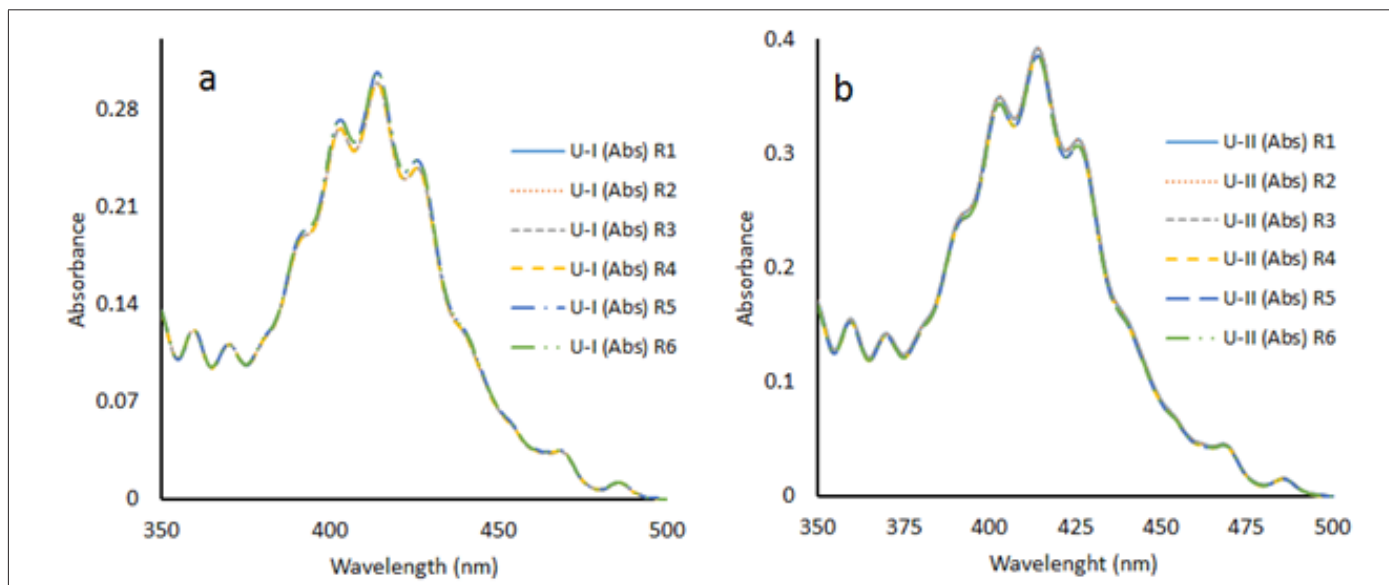 a
0.28
0.21
0.14
0.07
0
Absorbance
350
400
450
500
Wavelength (nm)
U-I (Abs) R1
U-I (Abs) R2
U-I (Abs) R3
U-I (Abs) R4
U-I (Abs) R5
U-I (Abs) R6
b
0.4
0.3
0.2
0.1
0
Absorbance
350
375
400
425
450
475
500
Wavelenght (nm)
U-II (Abs) R1
U-II (Abs) R2
U-II (Abs) R3
U-II (Abs) R4
U-II (Abs) R5
U-II (Abs) R6